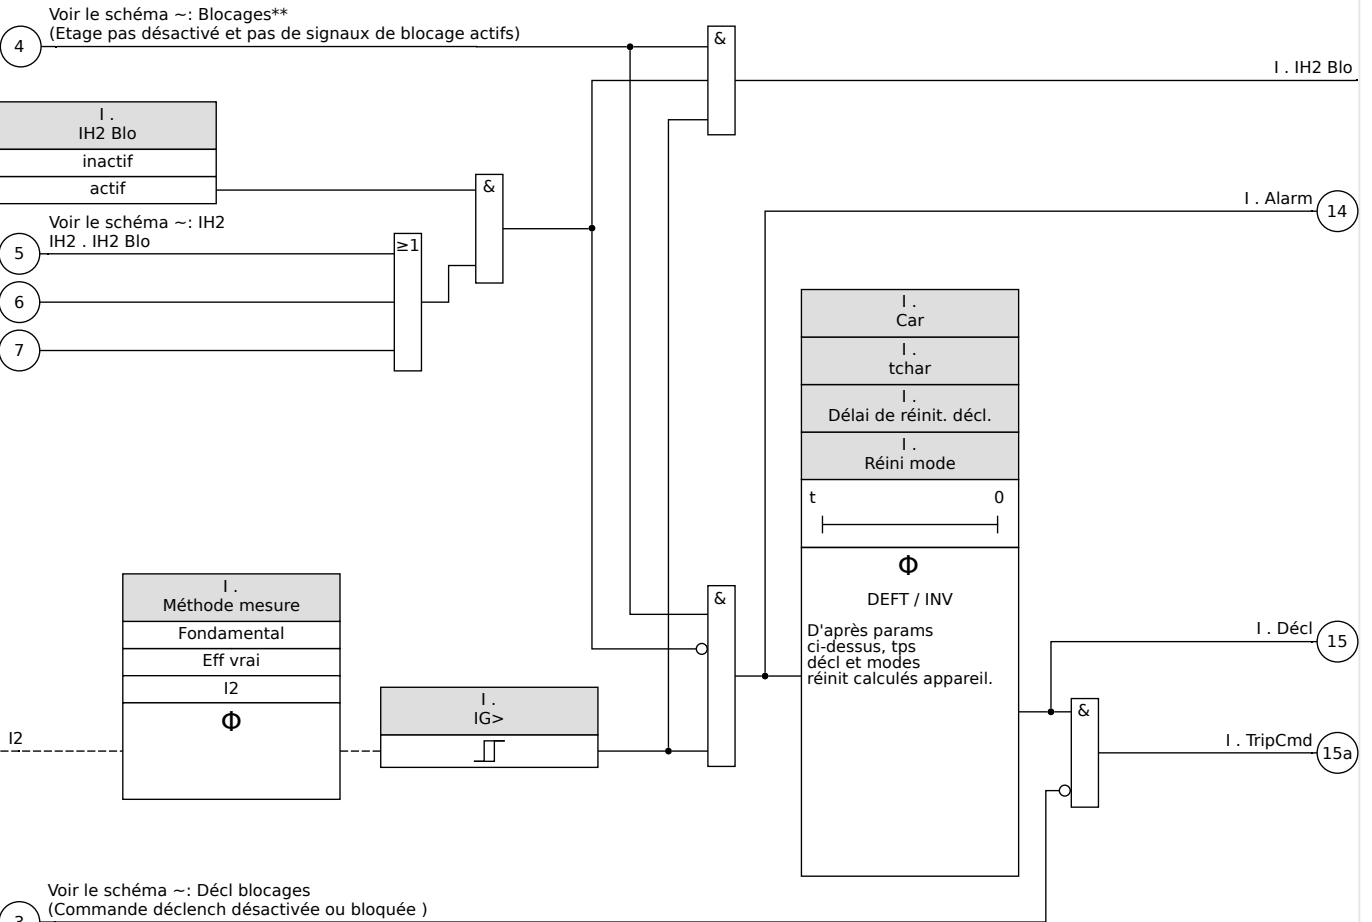 Voir le schéma ~: Blocages**
(Etage pas désactivé et pas de signaux de blocage actifs)
4
&
I . IH2 Blo
I .
IH2 Blo
inactif
actif
&
I . Alarm
14
Voir le schéma ~: IH2
IH2 . IH2 Blo
5
≥1
6
7
I .
Car
I .
tchar
I .
Délai de réinit. décl.
I .
Réini mode
t
0
Φ
DEFT / INV
D'après params
ci-dessus, tps
décl et modes
réinit calculés appareil.
I .
Méthode mesure
Fondamental
Eff vrai
I2
Φ
I2
I .
IG>
&
I . Décl
15
&
I . TripCmd
15a
Voir le schéma ~: Décl blocages
(Commande déclench désactivée ou bloquée )
3